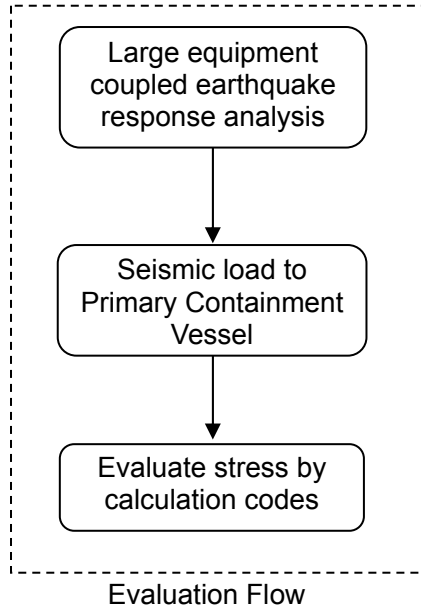 Large equipment
coupled earthquake
response analysis
Seismic load to
Primary Containment
Vessel
Evaluate stress by
calculation codes
Evaluation Flow